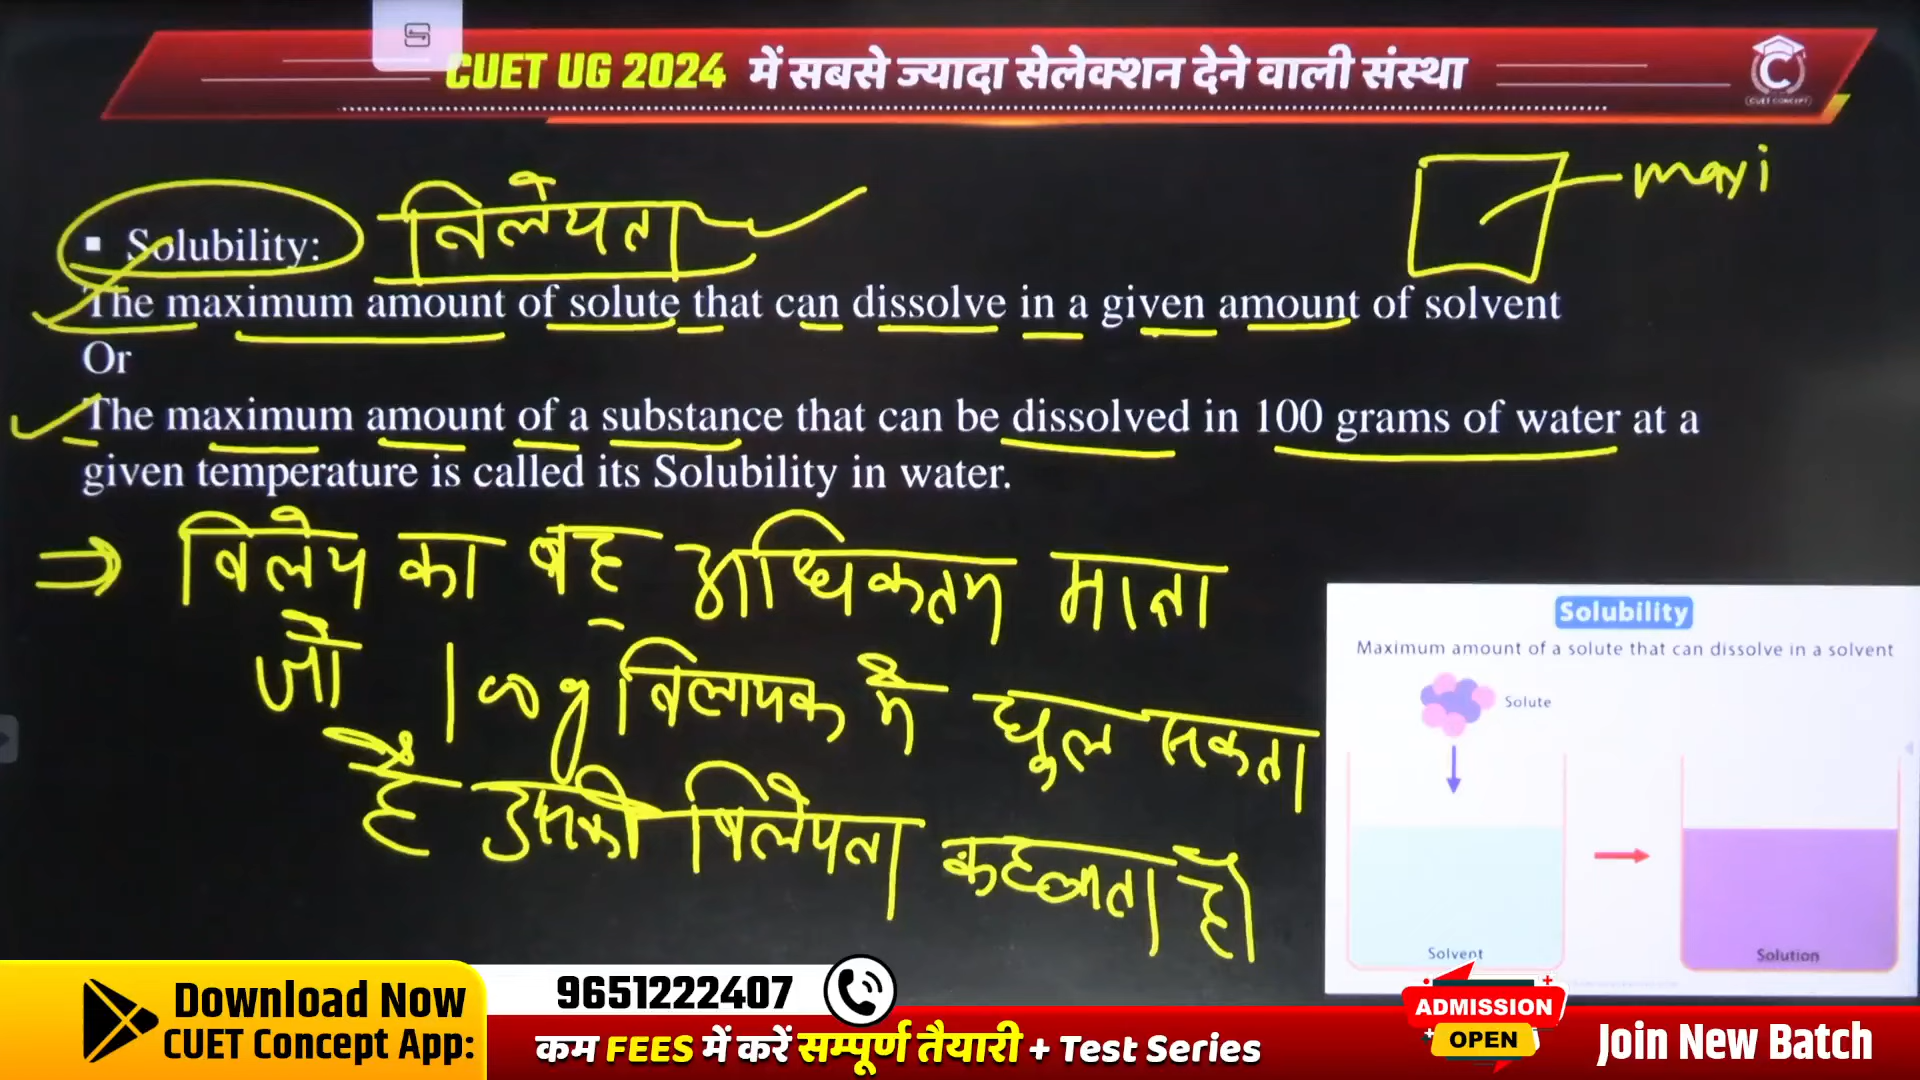 CUET UG 2024 में सबसे ज्यादा सेलेक्शन देने वाली संस्था
CUET CONCEPT
maxi
▪ Solubility: विलेयता
The maximum amount of solute that can dissolve in a given amount of solvent
Or
The maximum amount of a substance that can be dissolved in 100 grams of water at a
given temperature is called its Solubility in water.
⇒ विलेय का वह अधिकतम मात्रा
जो 100g विलायक मे घुल सकता
है उसकी विलेयता कहलाता है।
Solubility
Maximum amount of a solute that can dissolve in a solvent
Solute
Solvent
Solution
Download Now
CUET Concept App:
9651222407
कम FEES में करें सम्पूर्ण तैयारी + Test Series
ADMISSION
OPEN
Join New Batch